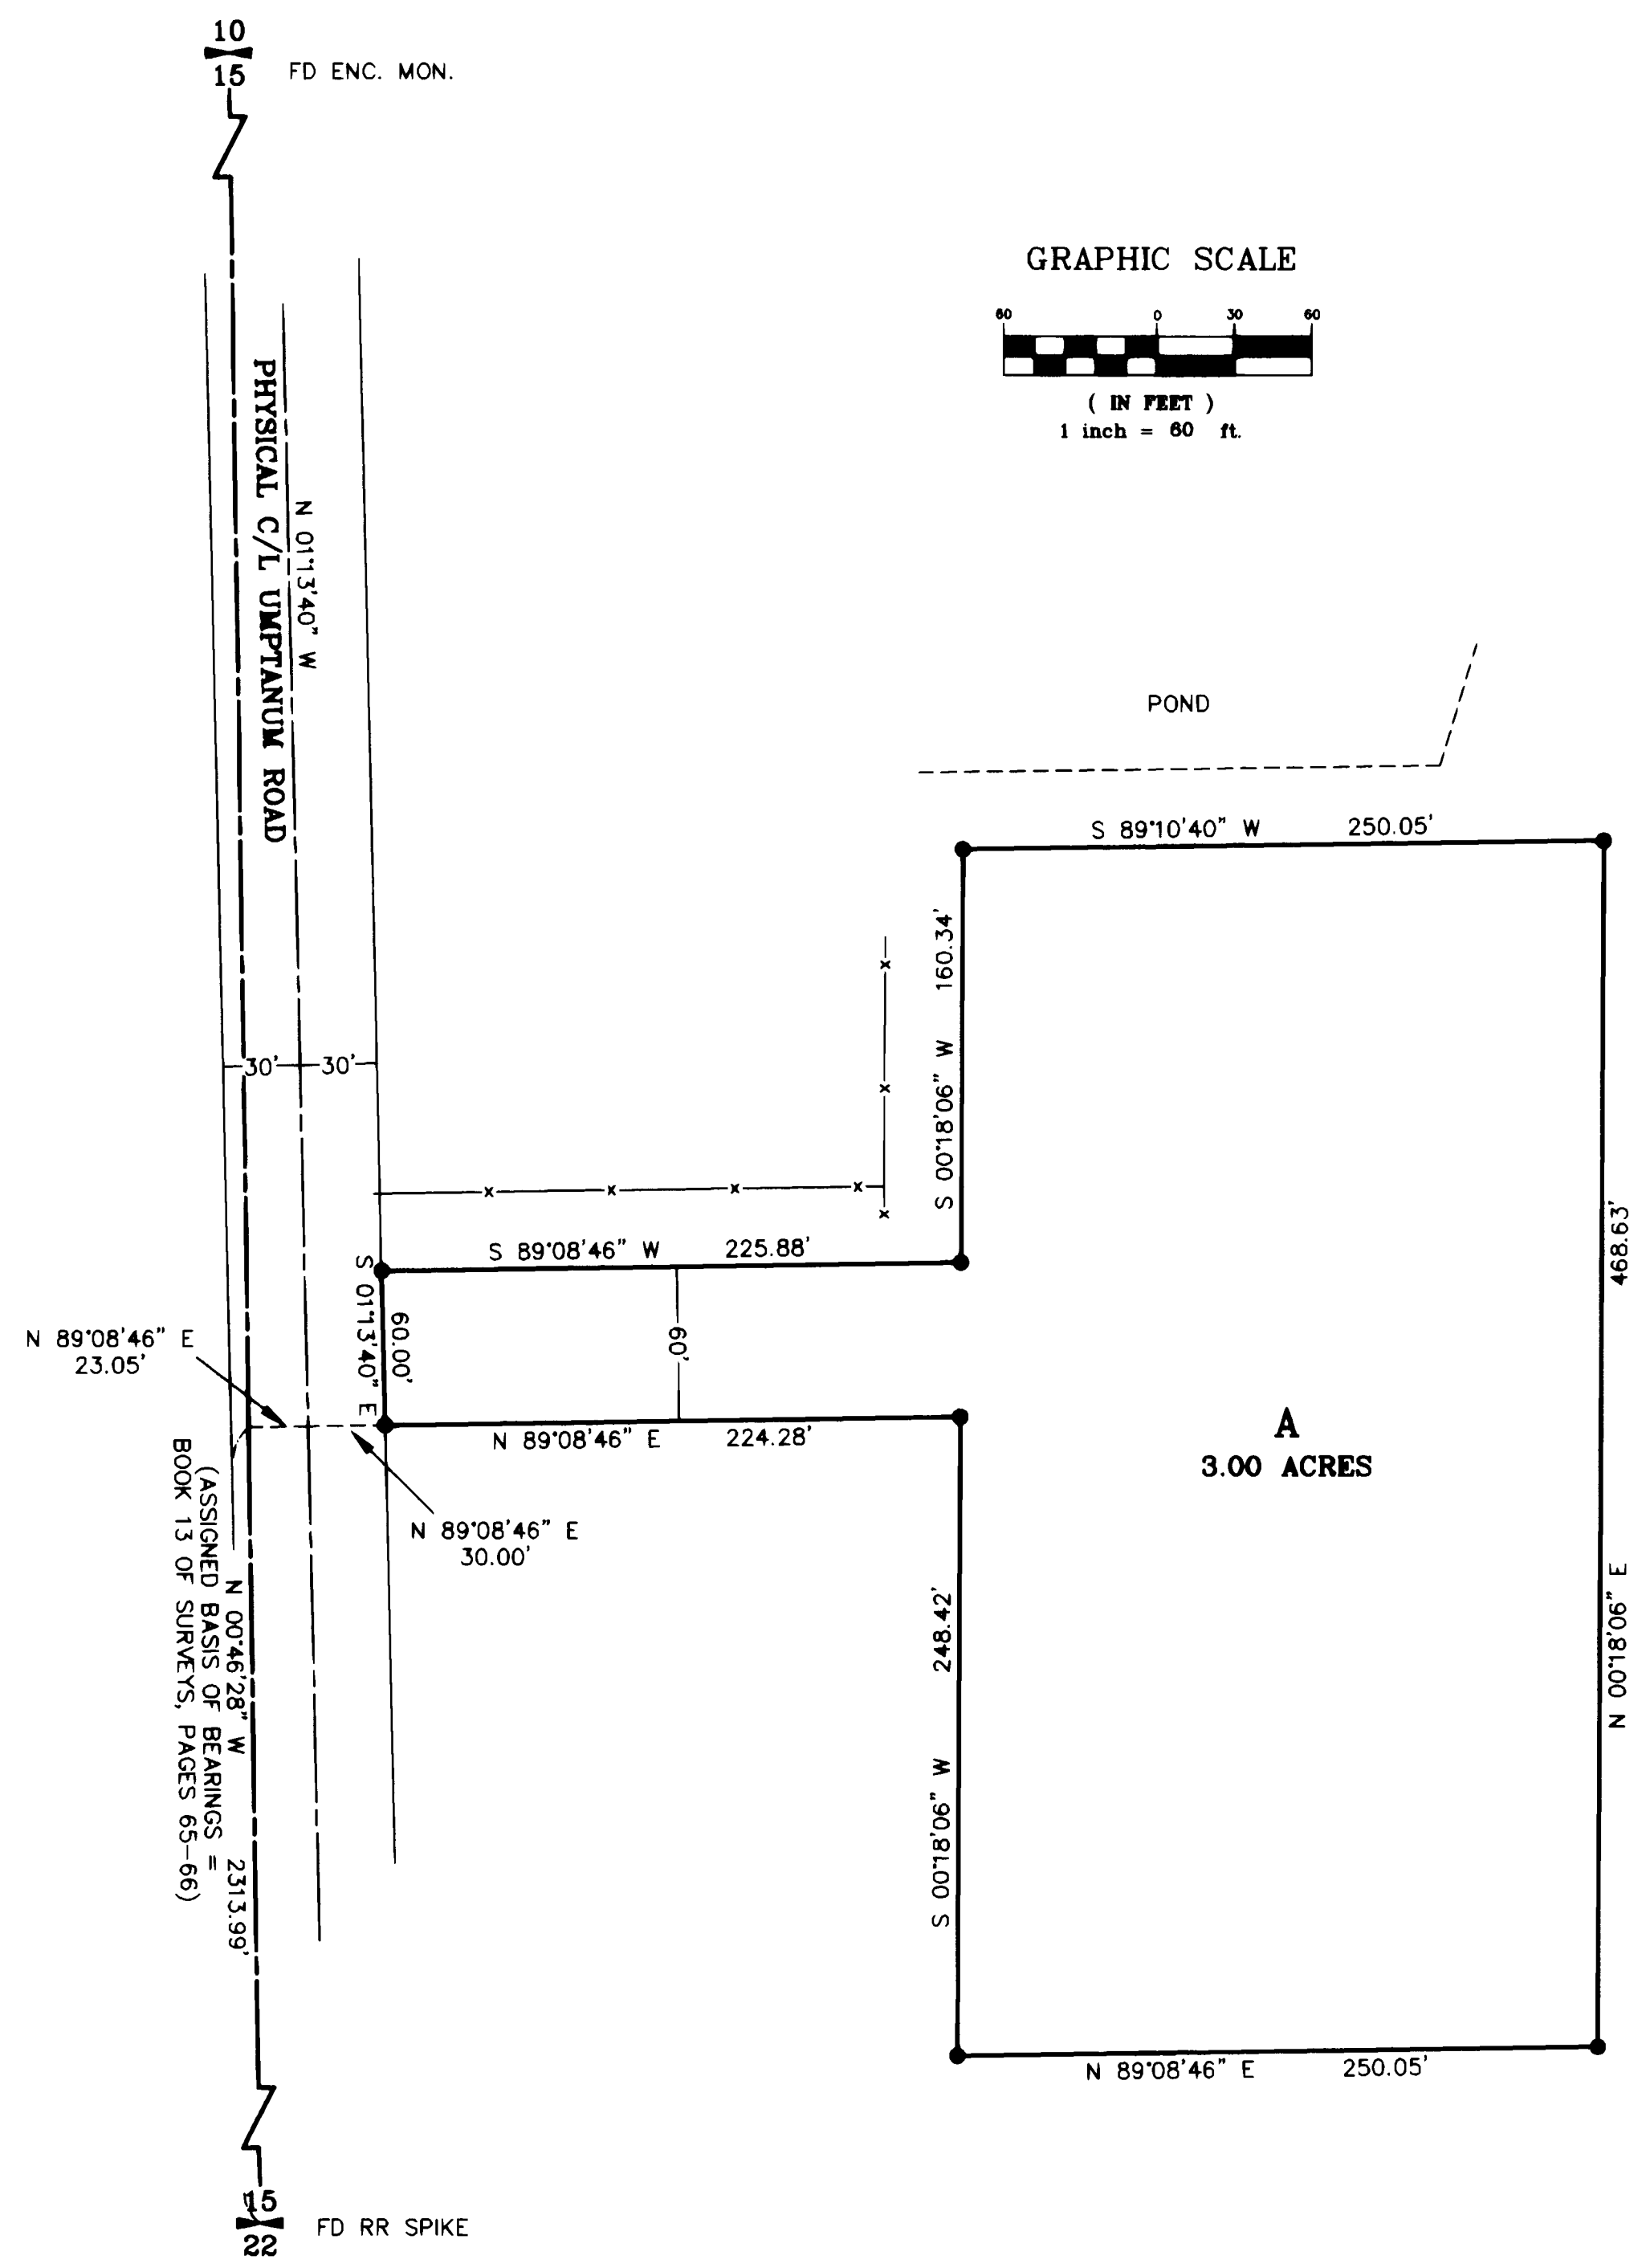 10
15
FD ENC. MON.
GRAPHIC SCALE
60 0 30 60
( IN FEET )
1 inch = 60 ft.
PHYSICAL C/L UMPTANUM ROAD
N 01°13'40" W
POND
S 89°10'40" W 250.05'
S 00°18'06" W 160.34'
30' 30'
468.63'
N 00°18'06" E
S 89°08'46" W 225.88'
S 01°13'40" E
60.00'
60'
N 89°08'46" E
23.05'
N 89°08'46" E 224.28'
A
3.00 ACRES
N 89°08'46" E
30.00'
N 00°46'28" W 2313.99'
(ASSIGNED BASIS OF BEARINGS =
BOOK 13 OF SURVEYS, PAGES 65-66)
S 00°18'06" W 248.42'
N 89°08'46" E 250.05'
15
22
FD RR SPIKE